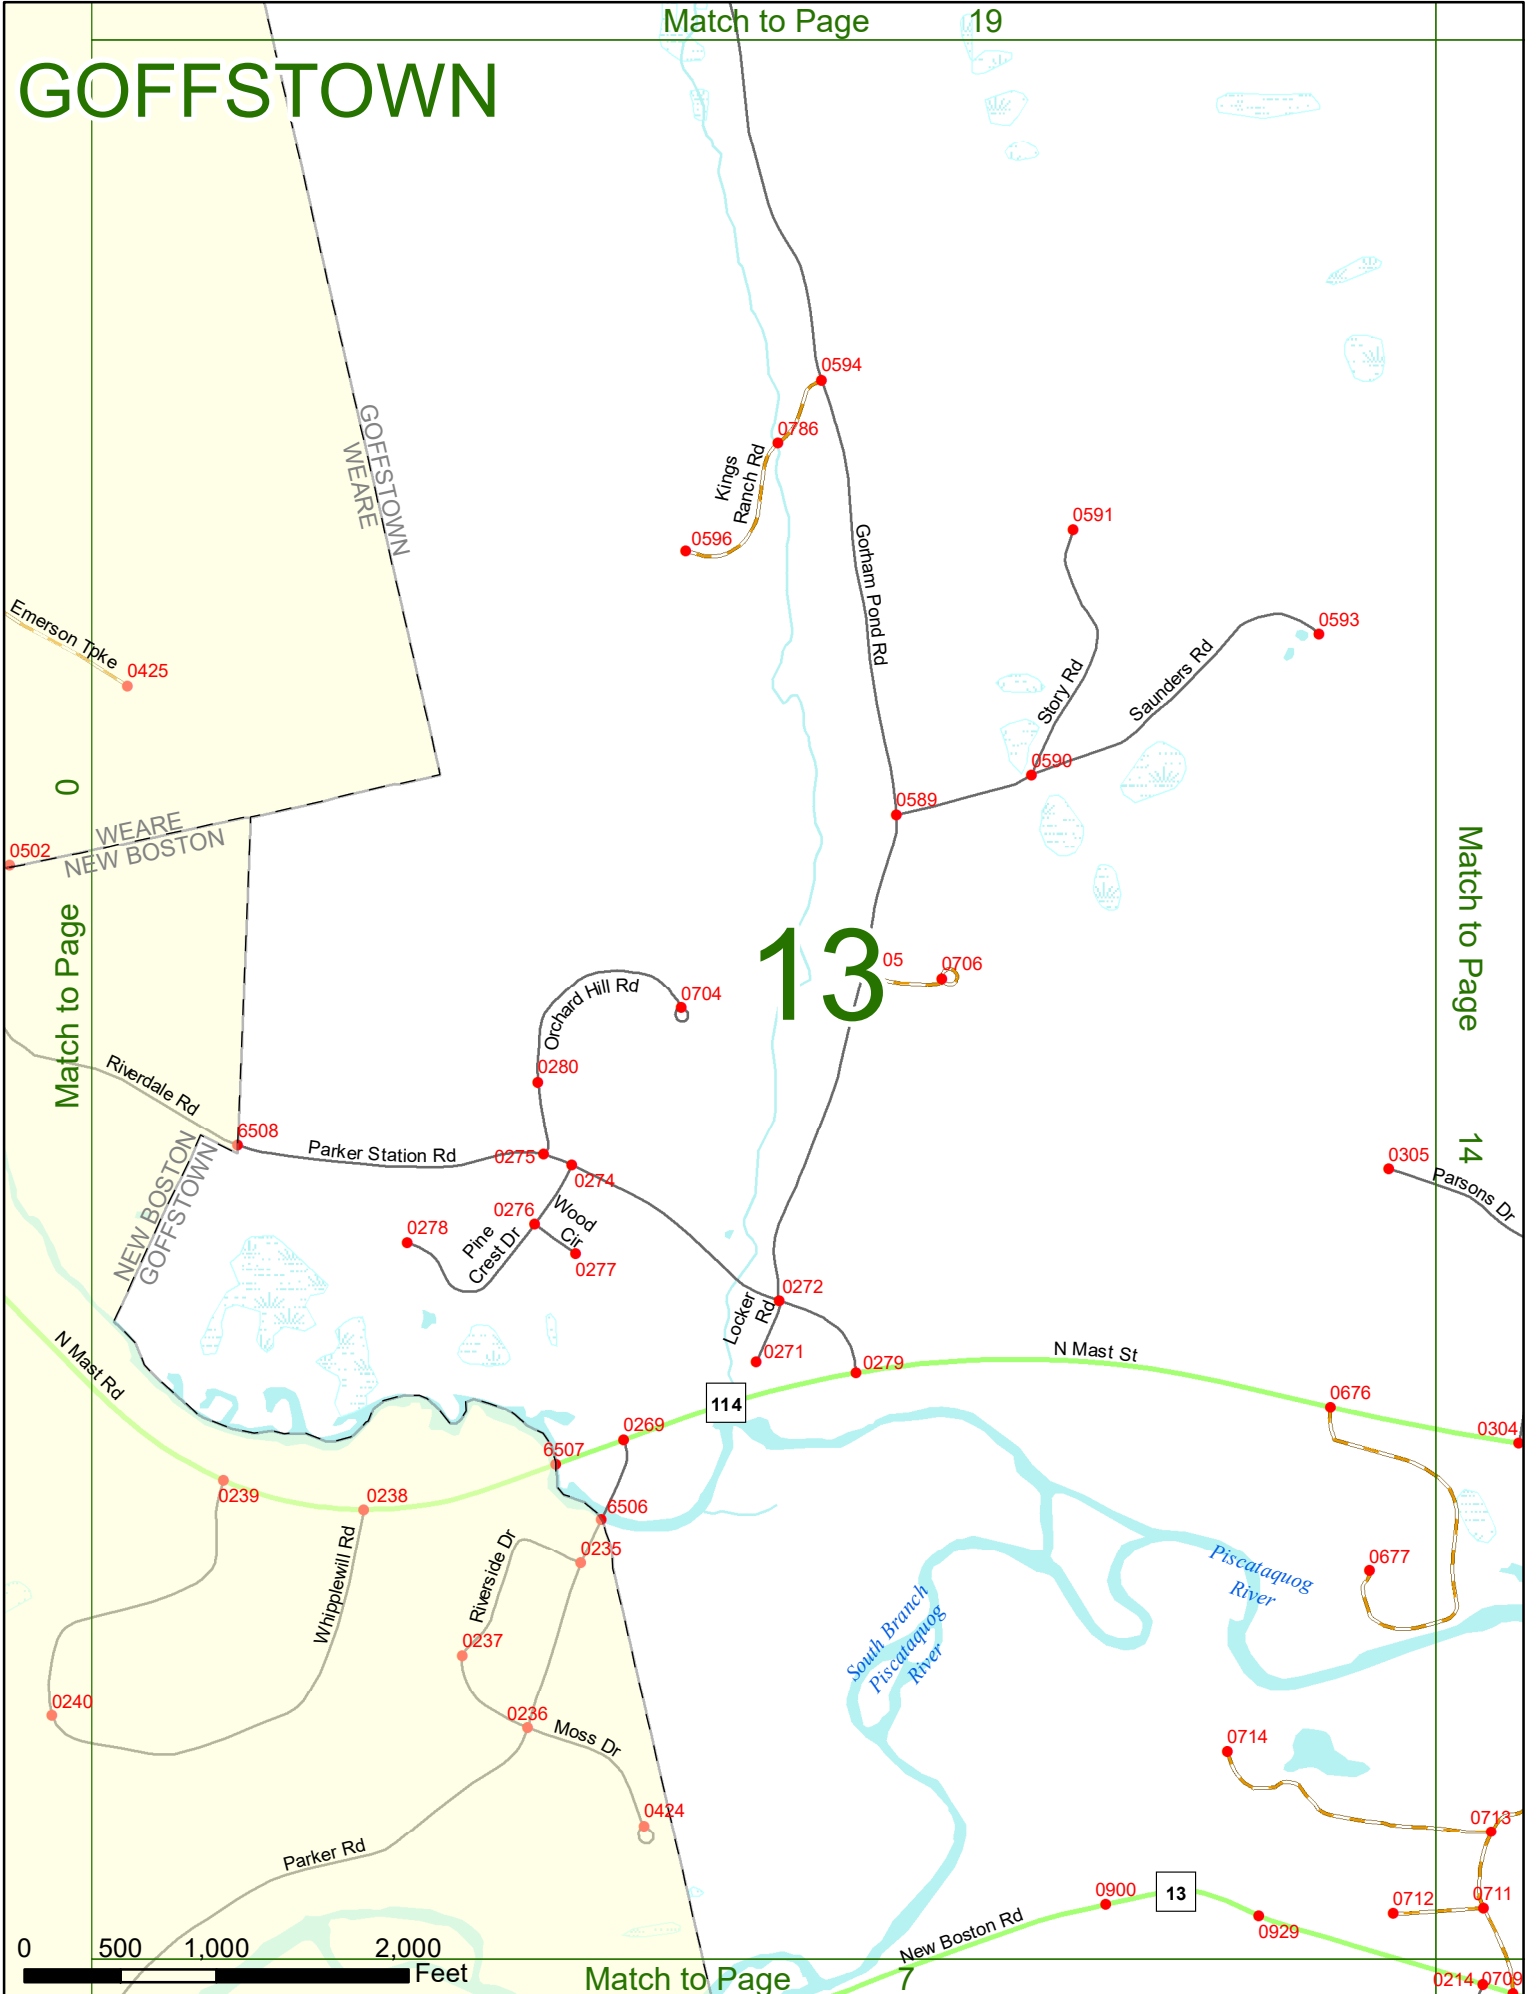 Match to Page 19
GOFFSTOWN
0594
0786
Kings
Ranch Rd
GOFFSTOWN
WEARE
0596
0591
Gorham Pond Rd
0593
Emerson Tpke
0425
Story Rd
Saunders Rd
0590
0
0589
WEARE
NEW BOSTON
0502
Match to Page 14
Match to Page
13
05
0706
Orchard Hill Rd
0704
0280
Riverdale Rd
6508
Parker Station Rd
0275
0274
0305
Parsons Dr
NEW BOSTON
GOFFSTOWN
0276
Wood
Cir
0278
Pine
Crest Dr
0277
0272
Locker
Rd
0271
0279
N Mast St
N Mast Rd
114
0676
0269
0304
6507
0239
0238
6506
Riverside Dr
0235
Whipplewill Rd
0677
Piscataquog
River
South Branch
Piscataquog
River
0237
0240
0236
Moss Dr
0714
0424
0713
Parker Rd
0900
13
0712
0711
0929
New Boston Rd
0 500 1,000 2,000
Feet
Match to Page 7
0214
0709